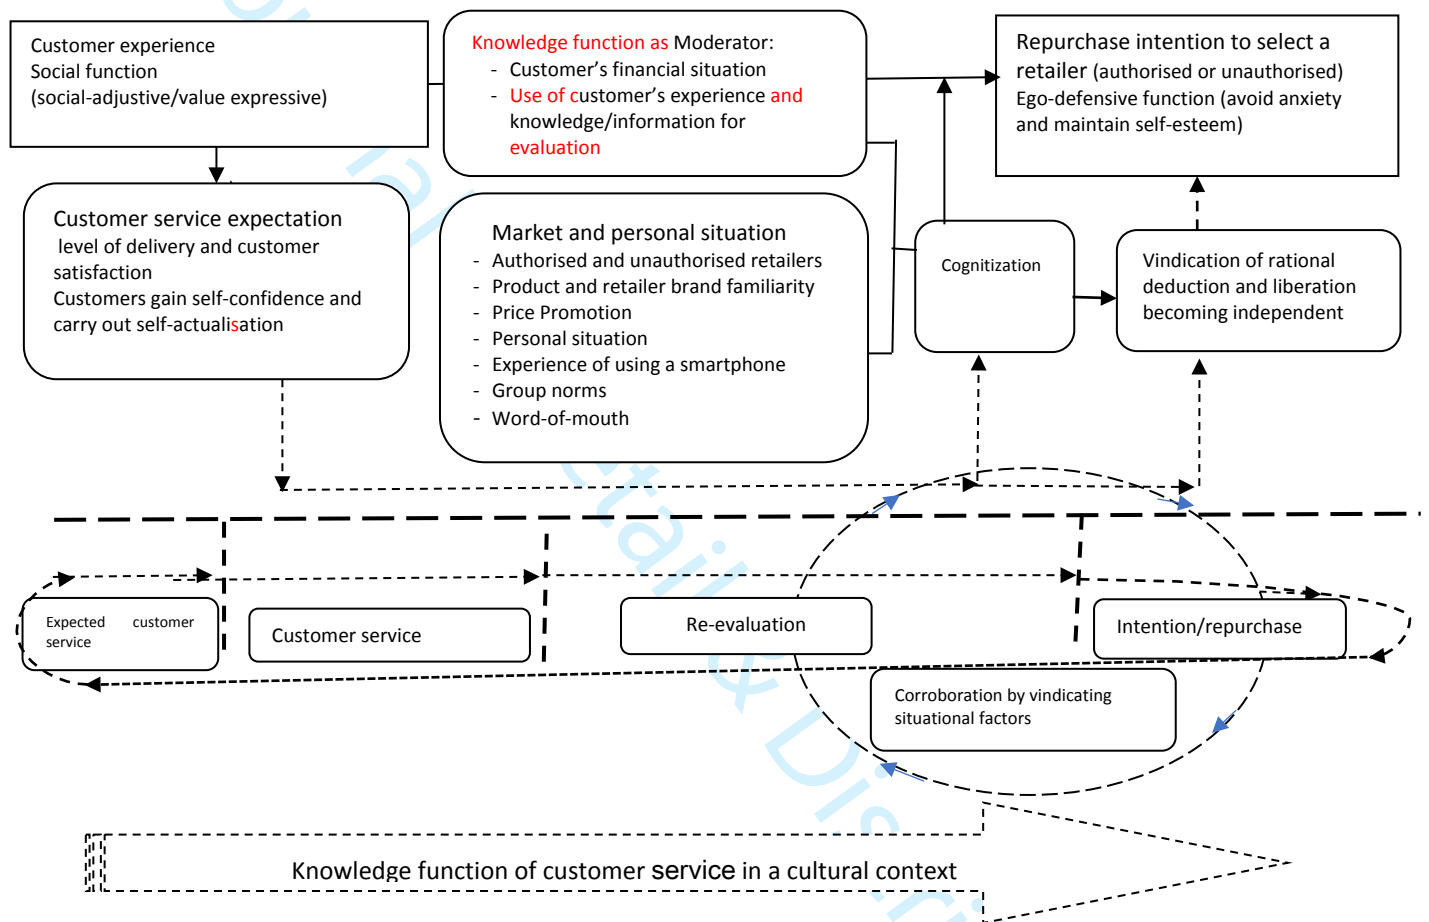 Customer experience
Social function
(social-adjustive/value expressive)
Knowledge function as Moderator:
- Customer's financial situation
- Use of customer's experience and
knowledge/information for
evaluation
Repurchase intention to select a
retailer (authorised or unauthorised)
Ego-defensive function (avoid anxiety
and maintain self-esteem)
Customer service expectation
level of delivery and customer
satisfaction
Customers gain self-confidence and
carry out self-actualisation
Market and personal situation
- Authorised and unauthorised retailers
- Product and retailer brand familiarity
- Price Promotion
- Personal situation
- Experience of using a smartphone
- Group norms
- Word-of-mouth
Cognitization
Vindication of rational
deduction and liberation
becoming independent
Expected customer
service
Customer service
Re-evaluation
Intention/repurchase
Corroboration by vindicating
situational factors
Knowledge function of customer service in a cultural context